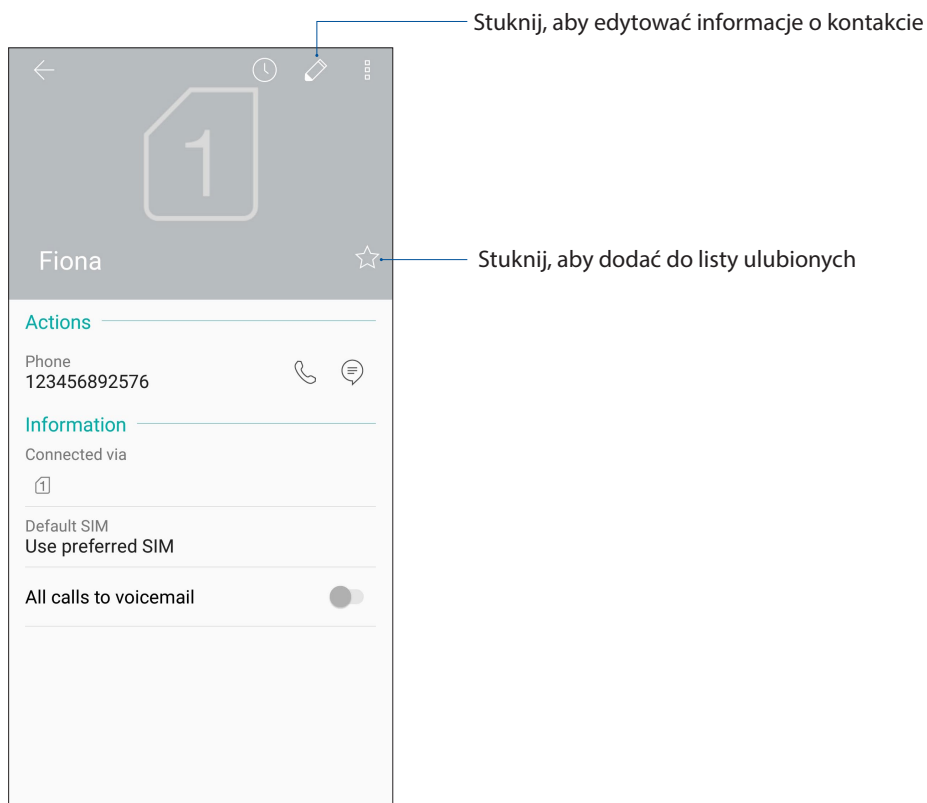 Stuknij, aby edytować informacje o kontakcie
1
Fiona
Stuknij, aby dodać do listy ulubionych
Actions
Phone
123456892576
Information
Connected via
1
Default SIM
Use preferred SIM
All calls to voicemail